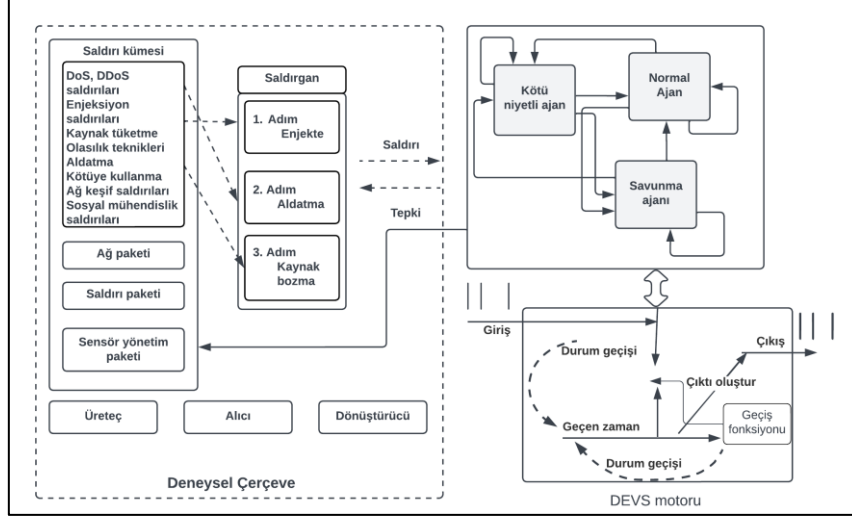 Saldırı kümesi
DoS, DDoS
saldırıları
Enjeksiyon
saldırıları
Kaynak tüketme
Olasılık teknikleri
Aldatma
Kötüye kullanma
Ağ keşif saldırıları
Sosyal mühendislik
saldırıları
Ağ paketi
Saldırı paketi
Sensör yönetim
paketi
Saldırgan
1. Adım
Enjekte
2. Adım
Aldatma
3. Adım
Kaynak
bozma
Saldırı
Tepki
Üreteç
Alıcı
Dönüştürücü
Deneysel Çerçeve
Kötü
niyetli ajan
Normal
Ajan
Savunma
ajanı
Giriş
Durum geçişi
Çıkış
Çıktı oluştur
Geçen zaman
Geçiş
fonksiyonu
Durum geçişi
DEVS motoru